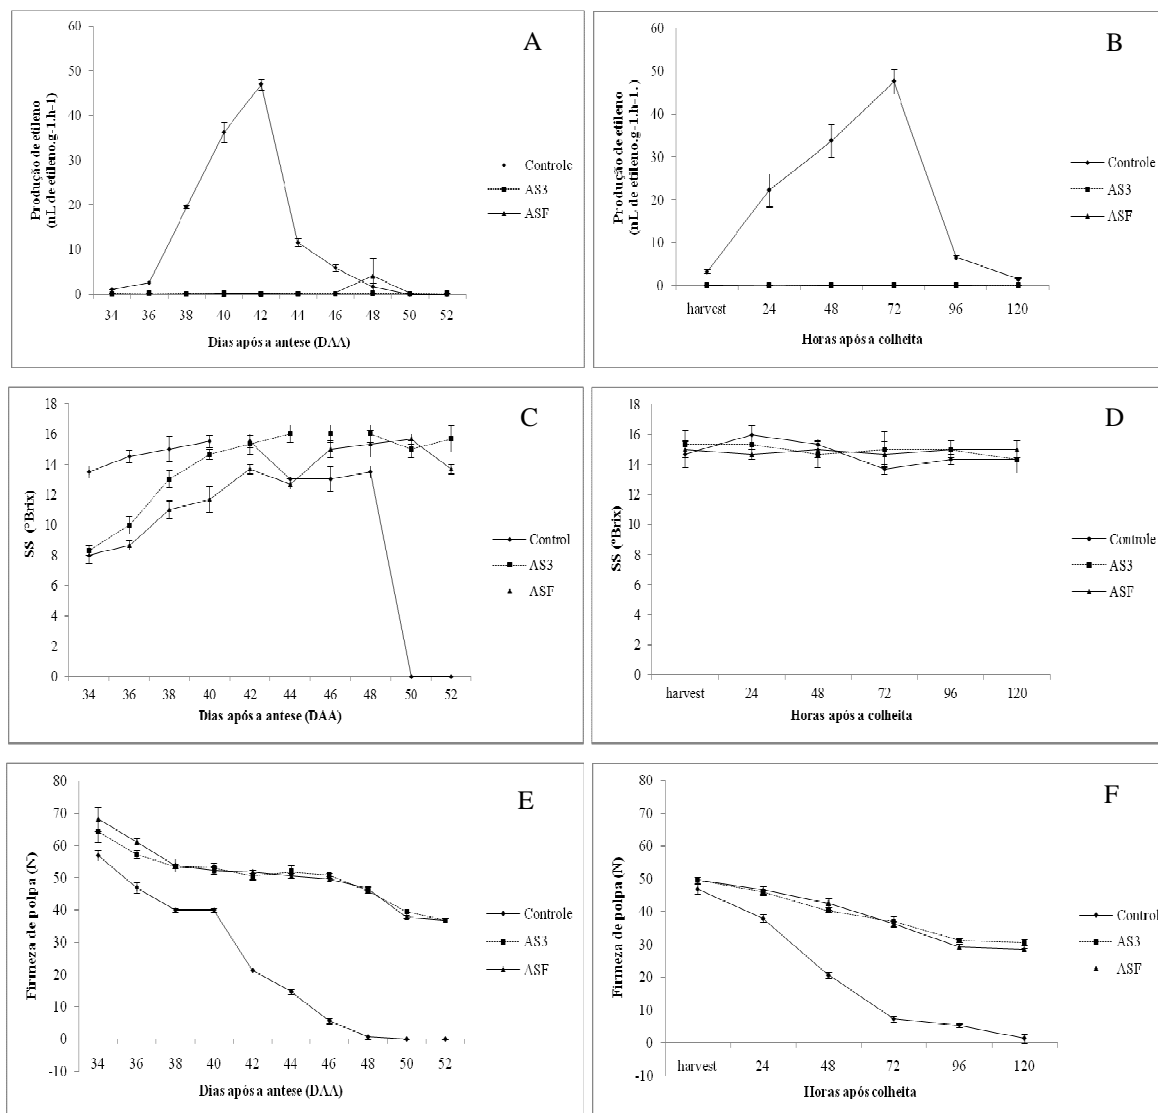 A
Produção de etileno
(nL de etileno.g-1.h-1)
60
50
40
30
20
10
0
34 36 38 40 42 44 46 48 50 52
Dias após a antese (DAA)
Controle
AS3
ASF
B
Produção de etileno
(nL de etileno.g-1.h-1.)
60
50
40
30
20
10
0
harvest 24 48 72 96 120
Horas após a colheita
Controle
AS3
ASF
C
SS (°Brix)
18
16
14
12
10
8
6
4
2
0
34 36 38 40 42 44 46 48 50 52
Dias após a antese (DAA)
Control
AS3
ASF
D
SS (°Brix)
18
16
14
12
10
8
6
4
2
0
harvest 24 48 72 96 120
Horas após a colheita
Controle
AS3
ASF
E
Firmeza de polpa (N)
80
70
60
50
40
30
20
10
0
-10
34 36 38 40 42 44 46 48 50 52
Dias após a antese (DAA)
Controle
AS3
ASF
F
Firmeza de polpa (N)
80
70
60
50
40
30
20
10
0
-10
harvest 24 48 72 96 120
Horas após colheita
Controle
AS3
ASF